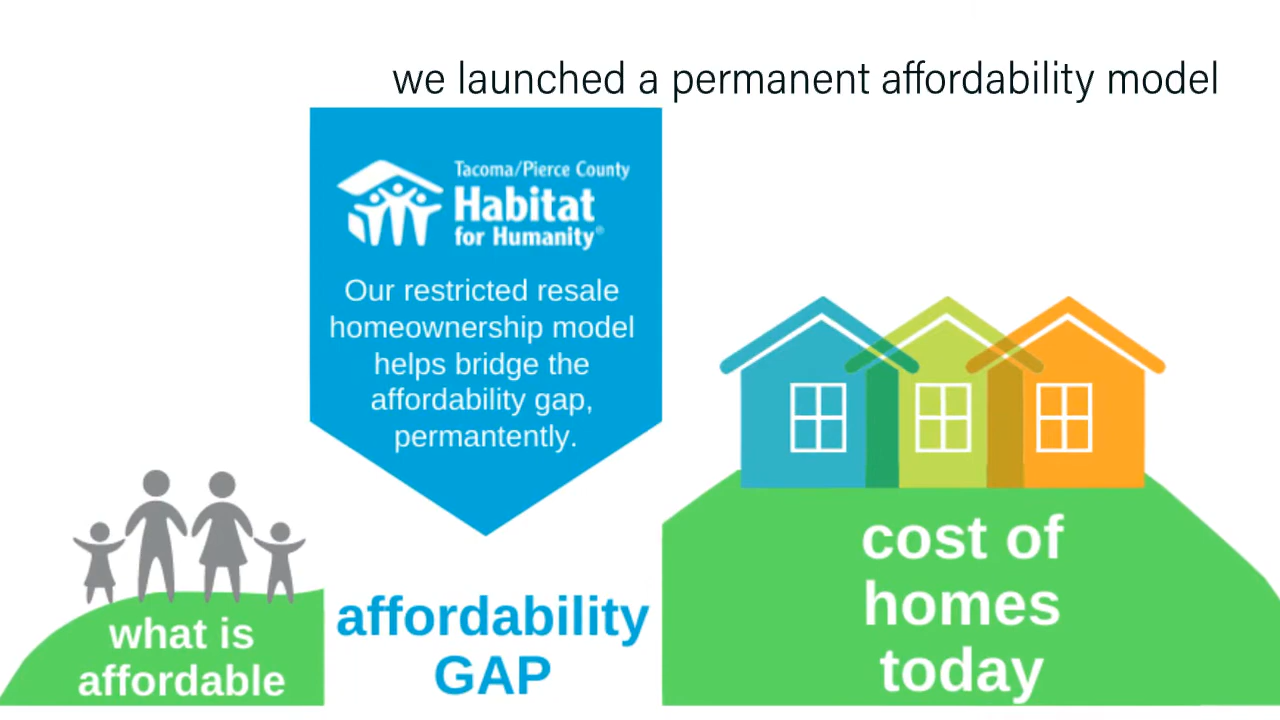 we launched a permanent affordability model
Tacoma/Pierce County
Habitat
for Humanity®
Our restricted resale
homeownership model
helps bridge the
affordability gap,
permantently.
what is
affordable
affordability
GAP
cost of
homes
today